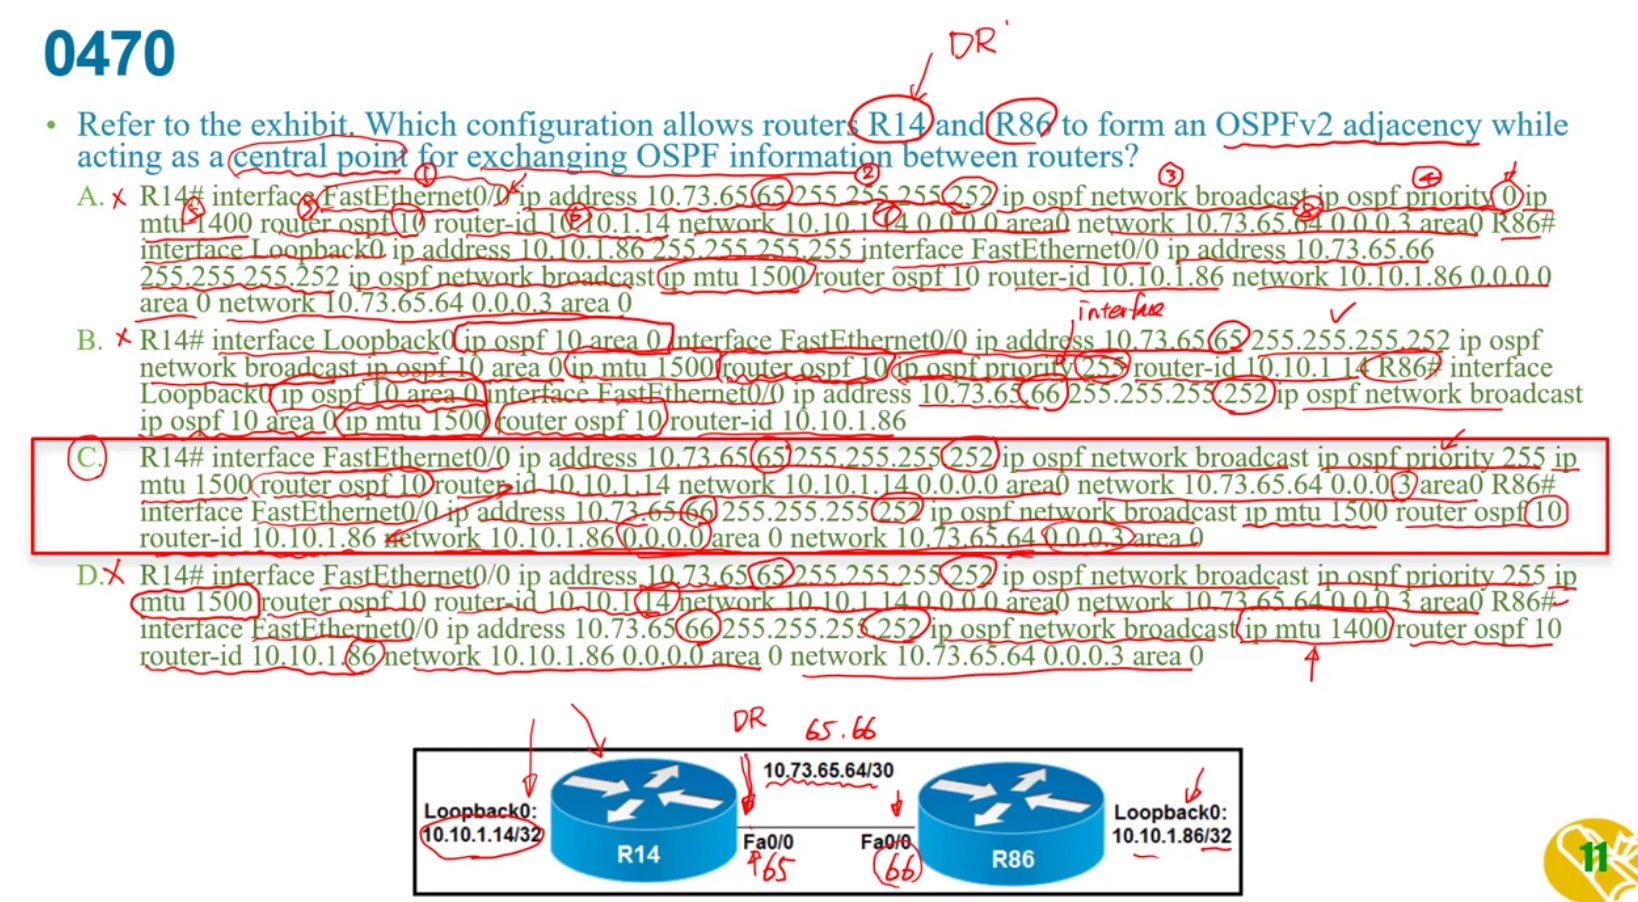 0470
DR
• Refer to the exhibit. Which configuration allows routers R14 and R86 to form an OSPFv2 adjacency while
acting as a central point for exchanging OSPF information between routers?
① ② ③ ④
A. x R14# interface FastEthernet0/0 ip address 10.73.65.65 255.255.255.252 ip ospf network broadcast ip ospf priority 0 ip
mtu 1400 router ospf 10 router-id 10.10.1.14 network 10.10.1.14 0.0.0.0 area0 network 10.73.65.64 0.0.0.3 area0 R86#
interface Loopback0 ip address 10.10.1.86 255.255.255.255 interface FastEthernet0/0 ip address 10.73.65.66
255.255.255.252 ip ospf network broadcast ip mtu 1500 router ospf 10 router-id 10.10.1.86 network 10.10.1.86 0.0.0.0
area 0 network 10.73.65.64 0.0.0.3 area 0
interface
B. x R14# interface Loopback0 ip ospf 10 area 0 interface FastEthernet0/0 ip address 10.73.65.65 255.255.255.252 ip ospf
network broadcast ip ospf 10 area 0 ip mtu 1500 router ospf 10 ip ospf priority 255 router-id 10.10.1.14 R86# interface
Loopback0 ip ospf 10 area 0 interface FastEthernet0/0 ip address 10.73.65.66 255.255.255.252 ip ospf network broadcast
ip ospf 10 area 0 ip mtu 1500 router ospf 10 router-id 10.10.1.86
C. R14# interface FastEthernet0/0 ip address 10.73.65.65 255.255.255.252 ip ospf network broadcast ip ospf priority 255 ip
mtu 1500 router ospf 10 router-id 10.10.1.14 network 10.10.1.14 0.0.0.0 area0 network 10.73.65.64 0.0.0.3 area0 R86#
interface FastEthernet0/0 ip address 10.73.65.66 255.255.255.252 ip ospf network broadcast ip mtu 1500 router ospf 10
router-id 10.10.1.86 network 10.10.1.86 0.0.0.0 area 0 network 10.73.65.64 0.0.0.3 area 0
D. x R14# interface FastEthernet0/0 ip address 10.73.65.65 255.255.255.252 ip ospf network broadcast ip ospf priority 255 ip
mtu 1500 router ospf 10 router-id 10.10.1.14 network 10.10.1.14 0.0.0.0 area0 network 10.73.65.64 0.0.0.3 area0 R86#
interface FastEthernet0/0 ip address 10.73.65.66 255.255.255.252 ip ospf network broadcast ip mtu 1400 router ospf 10
router-id 10.10.1.86 network 10.10.1.86 0.0.0.0 area 0 network 10.73.65.64 0.0.0.3 area 0
DR 65.66
10.73.65.64/30
Loopback0:
10.10.1.14/32
R14
Fa0/0
65
Fa0/0
66
R86
Loopback0:
10.10.1.86/32
11